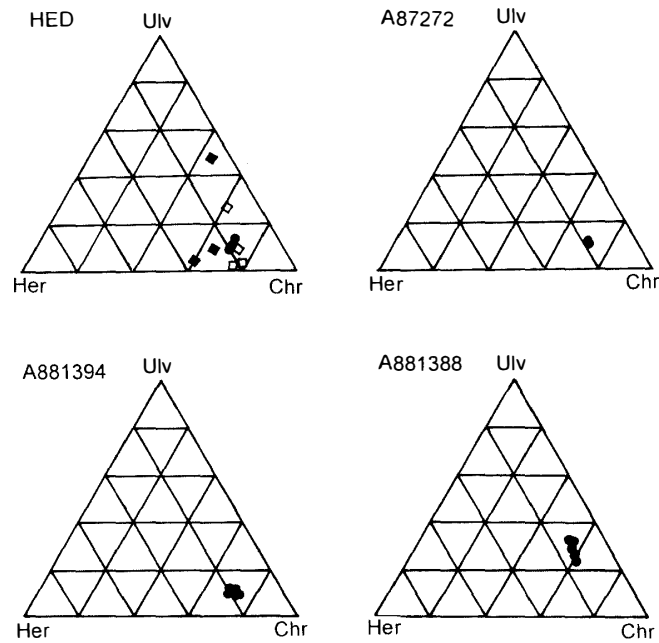 HED
Ulv
Her
Chr
A87272
Ulv
Her
Chr
A881394
Ulv
Her
Chr
A881388
Ulv
Her
Chr